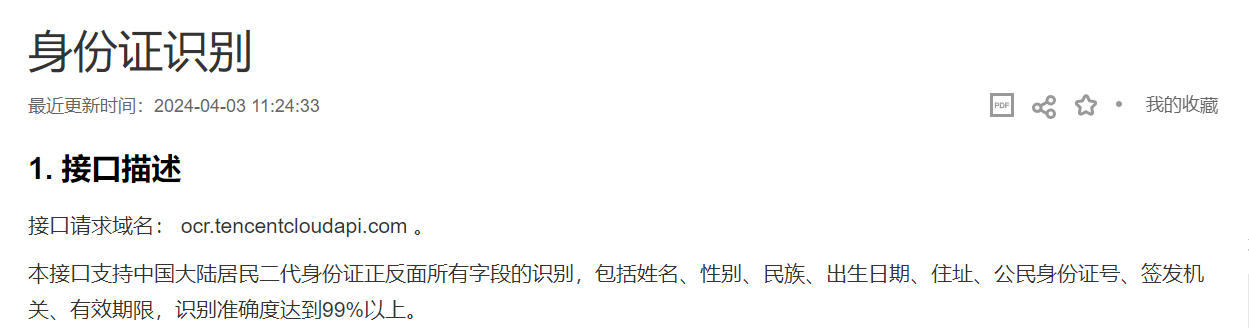 身份证识别
最近更新时间：2024-04-03 11:24:33
PDF
• 我的收藏
1. 接口描述
接口请求域名： ocr.tencentcloudapi.com 。
本接口支持中国大陆居民二代身份证正反面所有字段的识别，包括姓名、性别、民族、出生日期、住址、公民身份证号、签发机
关、有效期限，识别准确度达到99%以上。